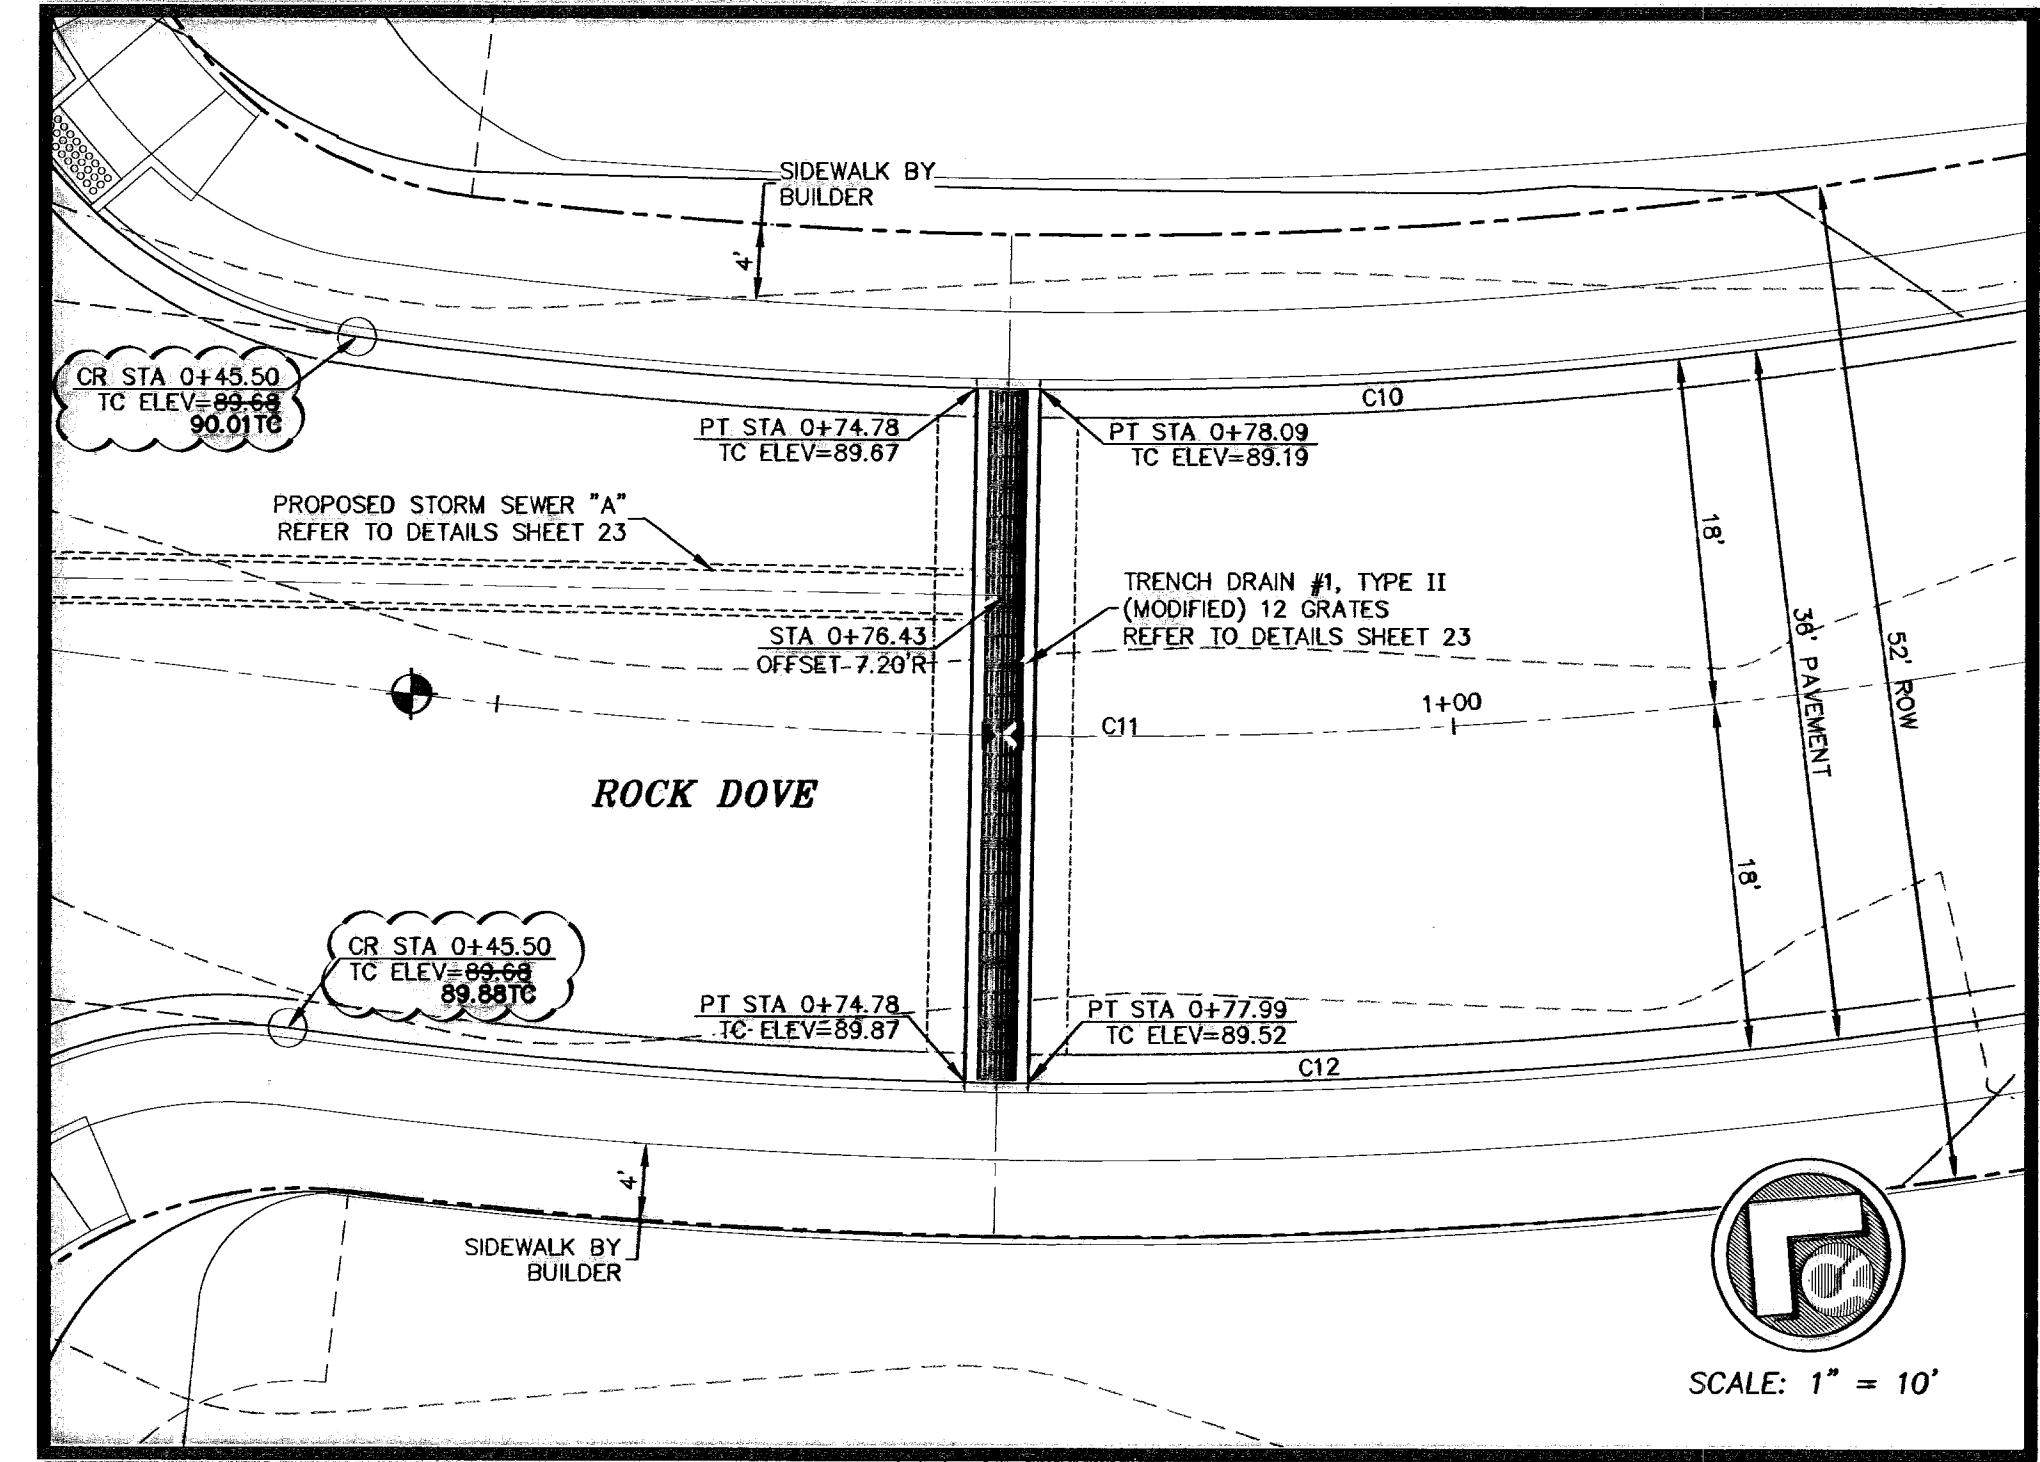 SIDEWALK BY
BUILDER
4'
CR STA 0+45.50
TC ELEV=89.68
90.01TC
PT STA 0+74.78
TC ELEV=89.67
PT STA 0+78.09
TC ELEV=89.19
C10
PROPOSED STORM SEWER "A"
REFER TO DETAILS SHEET 23
18'
TRENCH DRAIN #1, TYPE II
(MODIFIED) 12 GRATES
REFER TO DETAILS SHEET 23
STA 0+76.43
OFFSET 7.20'R
36' PAVEMENT
52' ROW
1+00
C11
ROCK DOVE
18'
CR STA 0+45.50
TC ELEV=89.68
89.88TC
PT STA 0+74.78
TC ELEV=89.87
PT STA 0+77.99
TC ELEV=89.52
C12
4'
SIDEWALK BY
BUILDER
SCALE: 1" = 10'